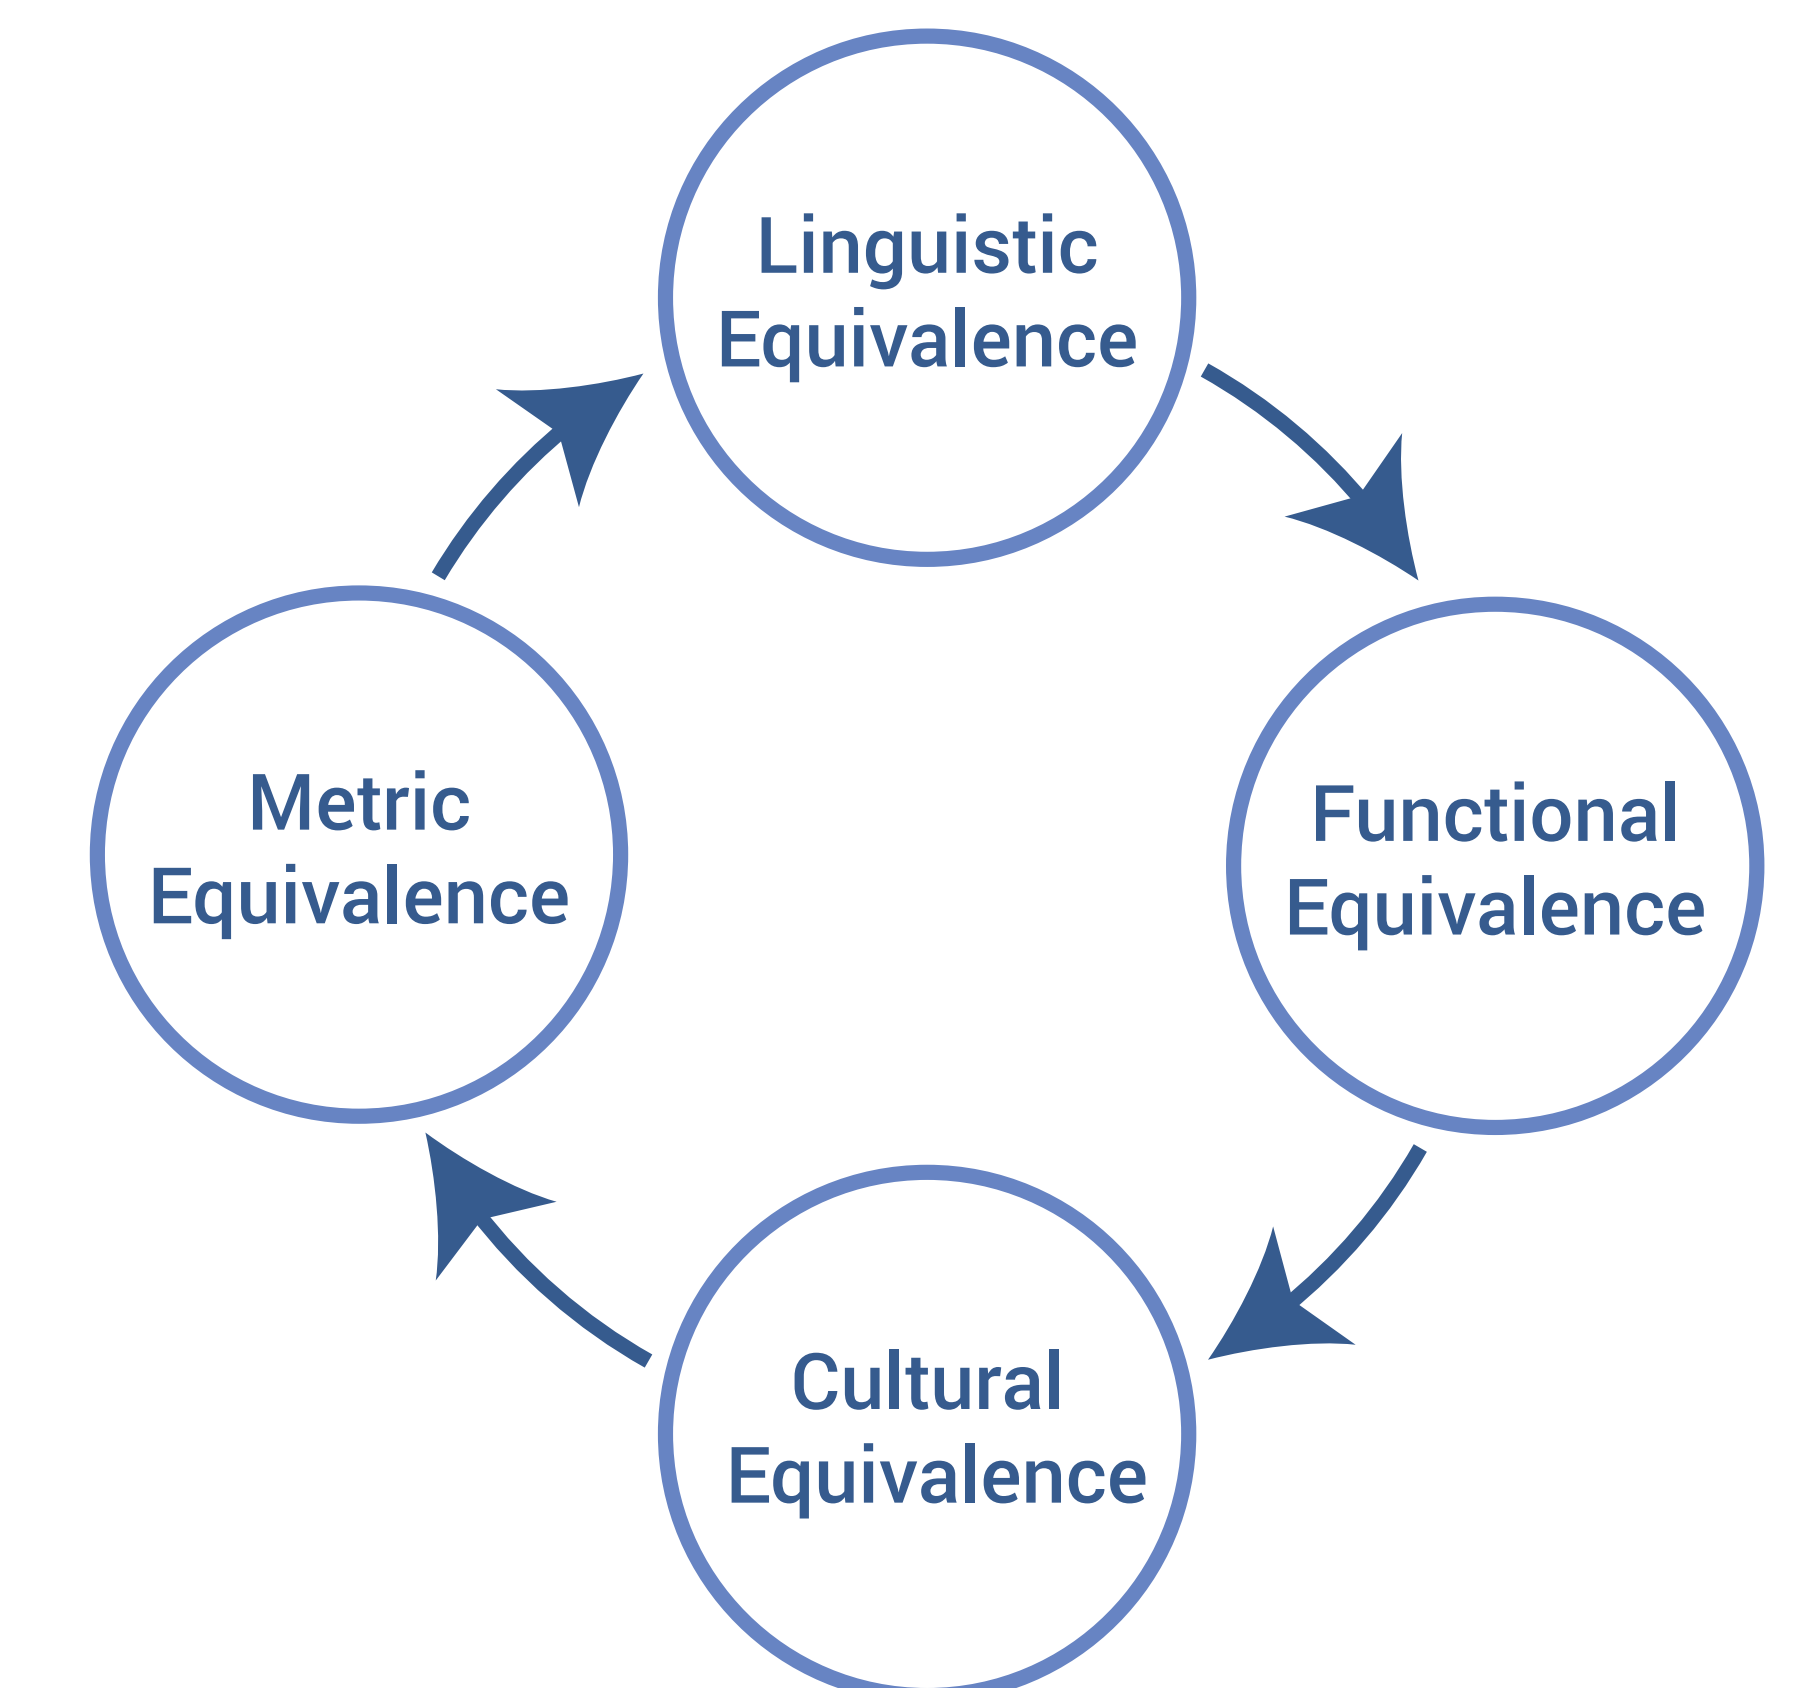 Linguistic
Equivalence
Metric
Equivalence
Functional
Equivalence
Cultural
Equivalence